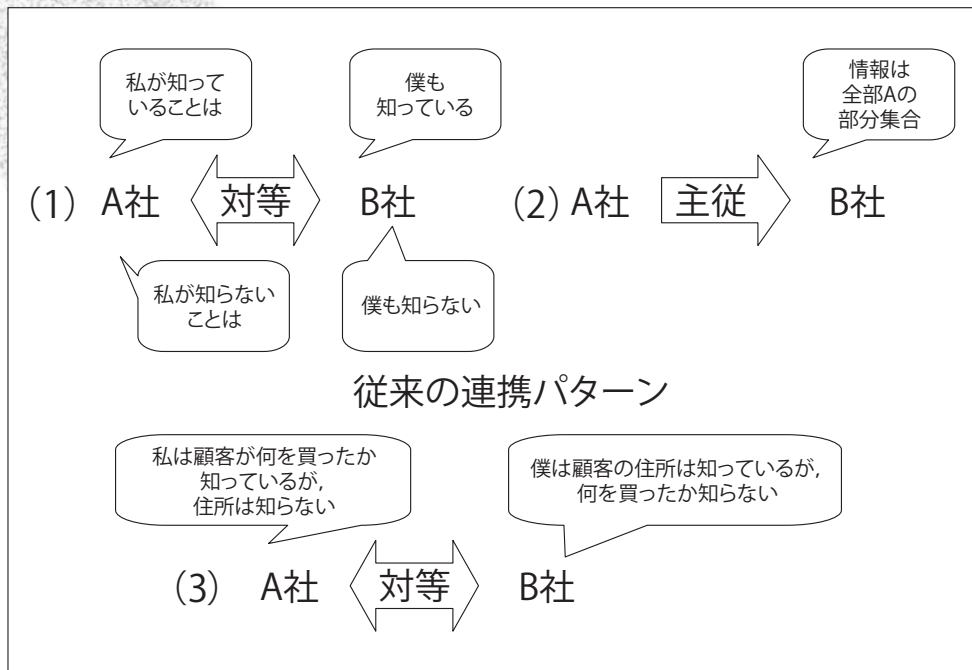 私が知って
いることは
僕も
知っている
情報は
全部Aの
部分集合
(1) A社 対等 B社
(2) A社 主従 B社
私が知らない
ことは
僕も知らない
従来の連携パターン
私は顧客が何を買ったか
知っているが,
住所は知らない
僕は顧客の住所は知っているが,
何を買ったか知らない
(3) A社 対等 B社